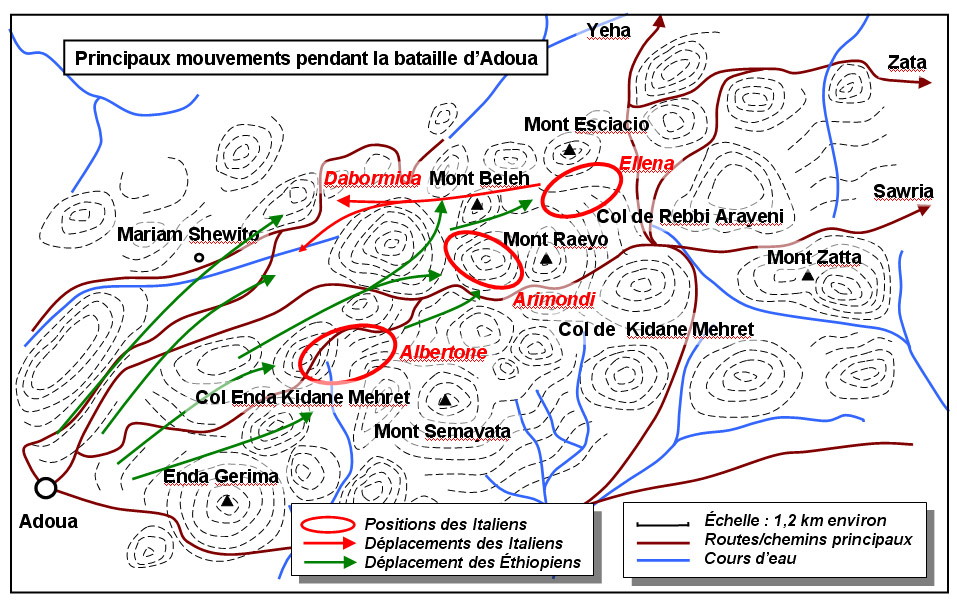 Principaux mouvements pendant la bataille d'Adoua
Yeha
Zata
Mont Esciacio
Ellena
Dabormida
Mont Beleh
Sawria
Col de Rebbi Arayeni
Mariam Shewito
Mont Raeyo
Mont Zatta
Arimondi
Col de Kidane Mehret
Albertone
Col Enda Kidane Mehret
Mont Semayata
Enda Gerima
Adoua
Positions des Italiens
Déplacements des Italiens
Déplacement des Éthiopiens
Échelle : 1,2 km environ
Routes/chemins principaux
Cours d'eau